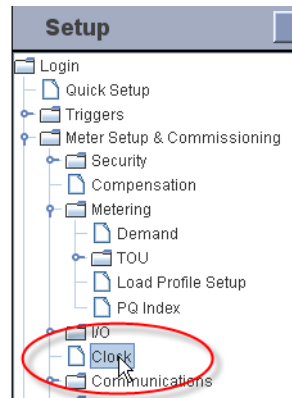 Setup
Login
Quick Setup
Triggers
Meter Setup & Commissioning
Security
Compensation
Metering
Demand
TOU
Load Profile Setup
PQ Index
I/O
Clock
Communications